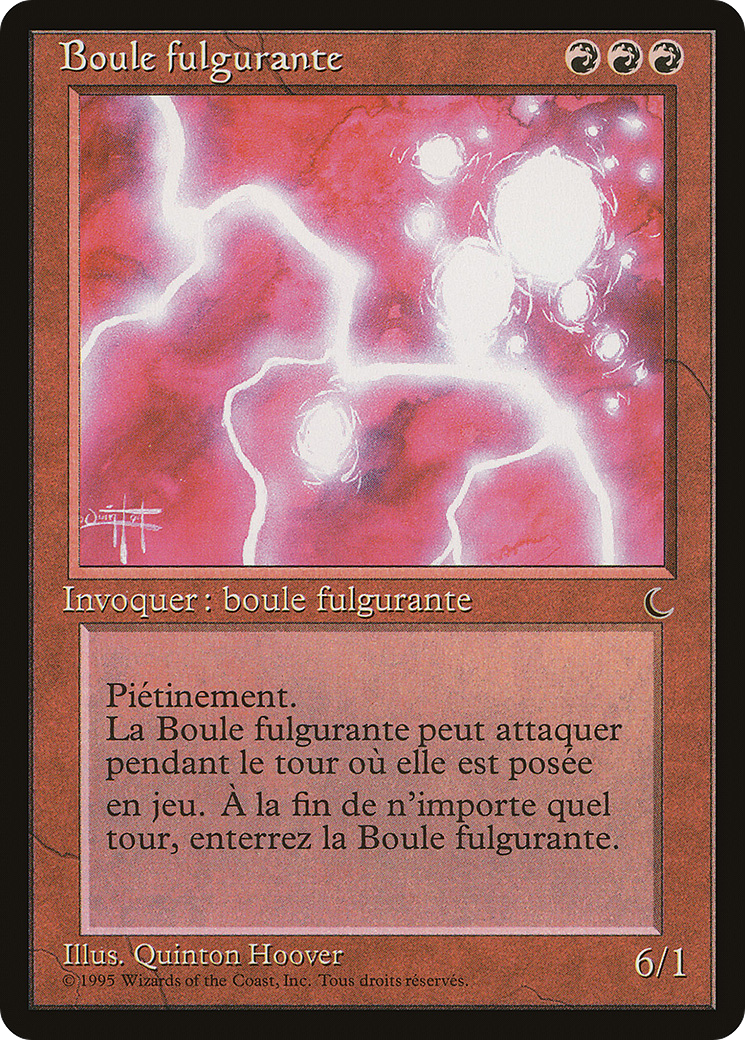 Boule fulgurante
Invoquer : boule fulgurante
Piétinement.
La Boule fulgurante peut attaquer
pendant le tour où elle est posée
en jeu. À la fin de n'importe quel
tour, enterrez la Boule fulgurante.
Illus. Quinton Hoover
6/1
© 1995 Wizards of the Coast, Inc. Tous droits réservés.